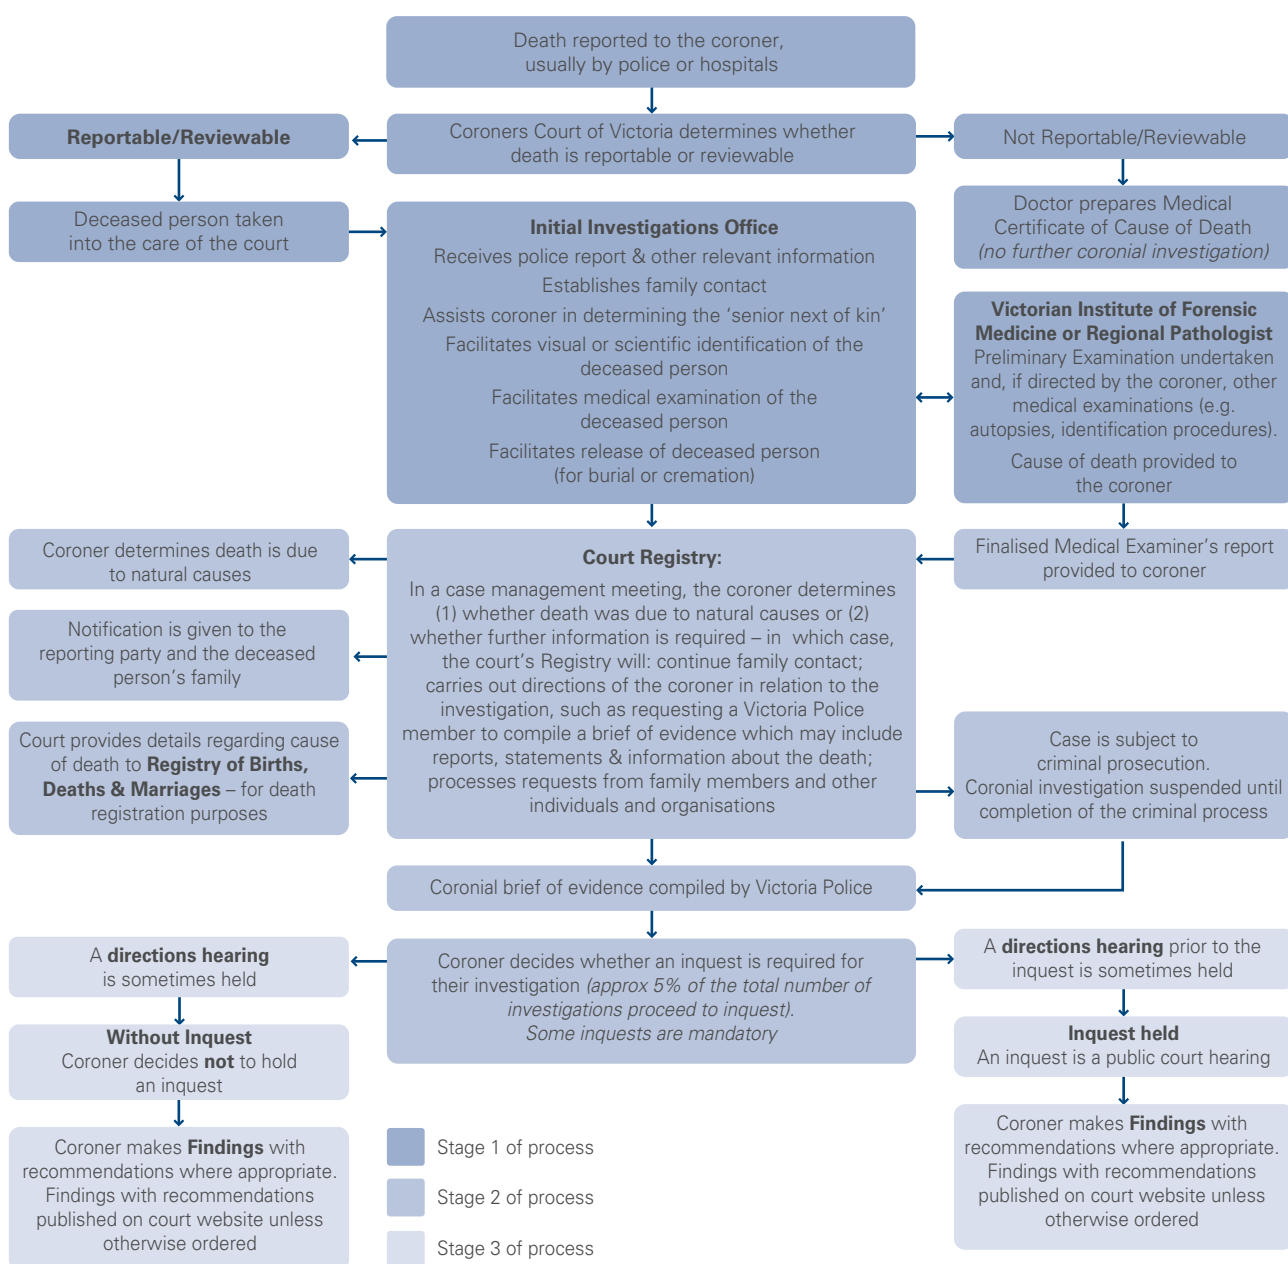 Death reported to the coroner,
usually by police or hospitals
Reportable/Reviewable
Coroners Court of Victoria determines whether
death is reportable or reviewable
Not Reportable/Reviewable
Deceased person taken
into the care of the court
Initial Investigations Office
Receives police report & other relevant information
Establishes family contact
Assists coroner in determining the ‘senior next of kin’
Facilitates visual or scientific identification of the
deceased person
Facilitates medical examination of the
deceased person
Facilitates release of deceased person
(for burial or cremation)
Doctor prepares Medical
Certificate of Cause of Death
(no further coronial investigation)
Victorian Institute of Forensic
Medicine or Regional Pathologist
Preliminary Examination undertaken
and, if directed by the coroner, other
medical examinations (e.g.
autopsies, identification procedures).
Cause of death provided to
the coroner
Coroner determines death is due
to natural causes
Notification is given to the
reporting party and the deceased
person’s family
Court provides details regarding cause
of death to Registry of Births,
Deaths & Marriages – for death
registration purposes
Court Registry:
In a case management meeting, the coroner determines
(1) whether death was due to natural causes or (2)
whether further information is required – in which case,
the court’s Registry will: continue family contact;
carries out directions of the coroner in relation to the
investigation, such as requesting a Victoria Police
member to compile a brief of evidence which may include
reports, statements & information about the death;
processes requests from family members and other
individuals and organisations
Finalised Medical Examiner’s report
provided to coroner
Case is subject to
criminal prosecution.
Coronial investigation suspended until
completion of the criminal process
Coronial brief of evidence compiled by Victoria Police
A directions hearing
is sometimes held
Coroner decides whether an inquest is required for
their investigation (approx 5% of the total number of
investigations proceed to inquest).
Some inquests are mandatory
A directions hearing prior to the
inquest is sometimes held
Without Inquest
Coroner decides not to hold
an inquest
Inquest held
An inquest is a public court hearing
Coroner makes Findings with
recommendations where appropriate.
Findings with recommendations
published on court website unless
otherwise ordered
Stage 1 of process
Stage 2 of process
Stage 3 of process
Coroner makes Findings with
recommendations where appropriate.
Findings with recommendations
published on court website unless
otherwise ordered